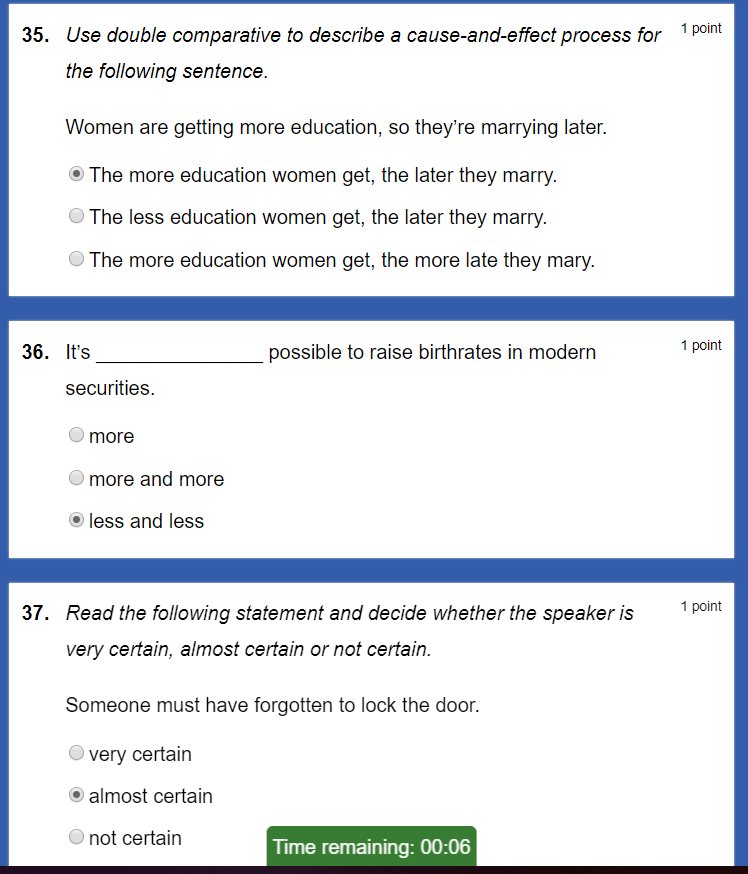 35. Use double comparative to describe a cause-and-effect process for 1 point
the following sentence.
Women are getting more education, so they're marrying later.
The more education women get, the later they marry.
The less education women get, the later they marry.
The more education women get, the more late they mary.
36. It's _______________ possible to raise birthrates in modern 1 point
securities.
more
more and more
less and less
37. Read the following statement and decide whether the speaker is 1 point
very certain, almost certain or not certain.
Someone must have forgotten to lock the door.
very certain
almost certain
not certain
Time remaining: 00:06